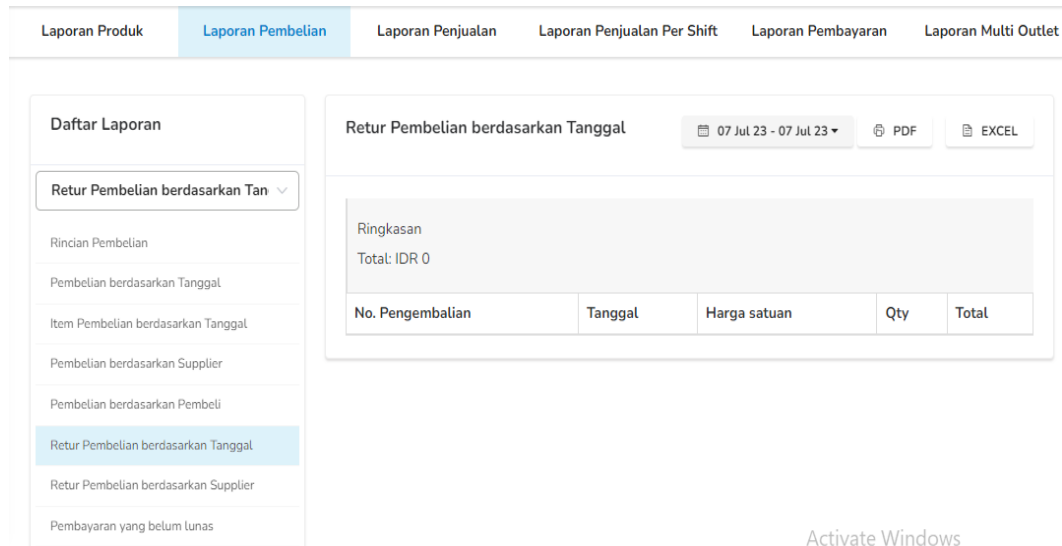 Laporan Produk Laporan Pembelian Laporan Penjualan Laporan Penjualan Per Shift Laporan Pembayaran Laporan Multi Outlet
Daftar Laporan
Retur Pembelian berdasarkan Tan
Rincian Pembelian
Pembelian berdasarkan Tanggal
Item Pembelian berdasarkan Tanggal
Pembelian berdasarkan Supplier
Pembelian berdasarkan Pembeli
Retur Pembelian berdasarkan Tanggal
Retur Pembelian berdasarkan Supplier
Pembayaran yang belum lunas
Retur Pembelian berdasarkan Tanggal 07 Jul 23 - 07 Jul 23 PDF EXCEL
Ringkasan
Total: IDR 0
No. Pengembalian Tanggal Harga satuan Qty Total
Activate Windows